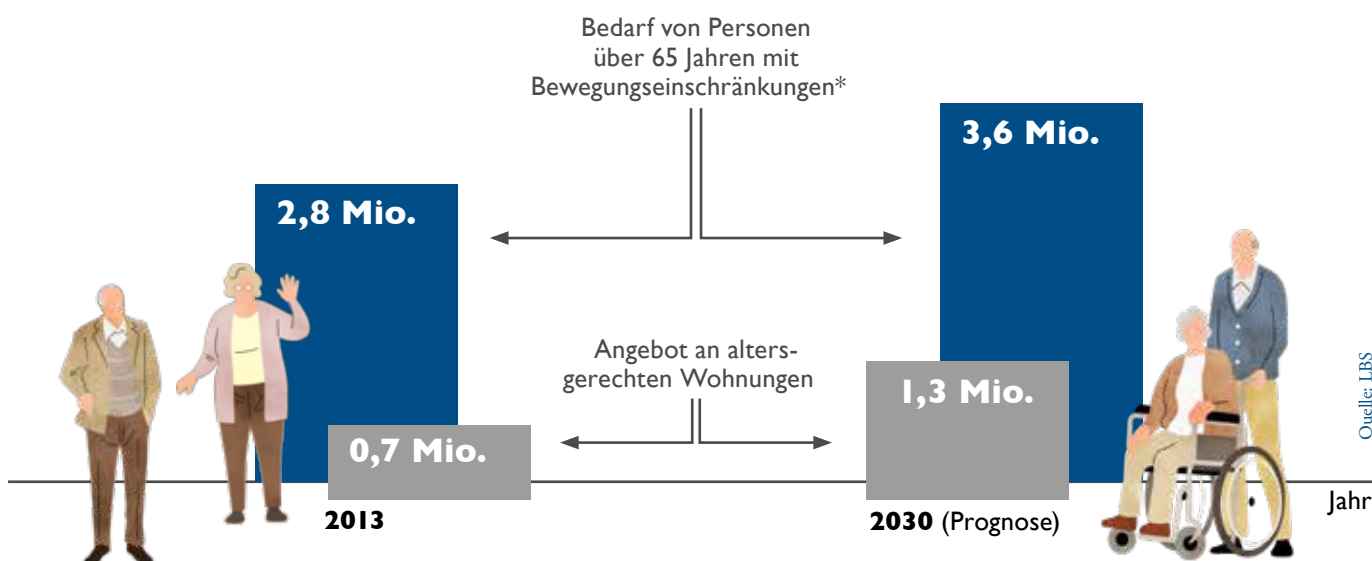 Bedarf von Personen
über 65 Jahren mit
Bewegungseinschränkungen*
2,8 Mio.
3,6 Mio.
Angebot an alters-
gerechten Wohnungen
0,7 Mio.
1,3 Mio.
2013
2030 (Prognose)
Jahr
Quelle: LBS